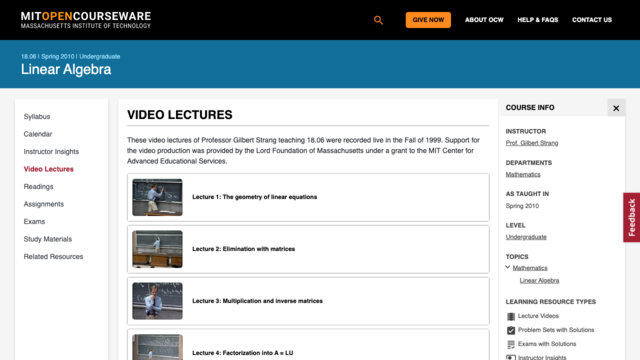 MITOPENCOURSEWARE
MASSACHUSETTS INSTITUTE OF TECHNOLOGY
GIVE NOW
ABOUT OCW
HELP & FAQS
CONTACT US
18.06 | Spring 2010 | Undergraduate
Linear Algebra
Syllabus
Calendar
Instructor Insights
Video Lectures
Readings
Assignments
Exams
Study Materials
Related Resources
VIDEO LECTURES
These video lectures of Professor Gilbert Strang teaching 18.06 were recorded live in the Fall of 1999. Support for
the video production was provided by the Lord Foundation of Massachusetts under a grant to the MIT Center for
Advanced Educational Services.
Lecture 1: The geometry of linear equations
Lecture 2: Elimination with matrices
Lecture 3: Multiplication and inverse matrices
Lecture 4: Factorization into A = LU
COURSE INFO
INSTRUCTOR
Prof. Gilbert Strang
DEPARTMENTS
Mathematics
AS TAUGHT IN
Spring 2010
LEVEL
Undergraduate
TOPICS
Mathematics
Linear Algebra
LEARNING RESOURCE TYPES
Lecture Videos
Problem Sets with Solutions
Exams with Solutions
Instructor Insights
Feedback